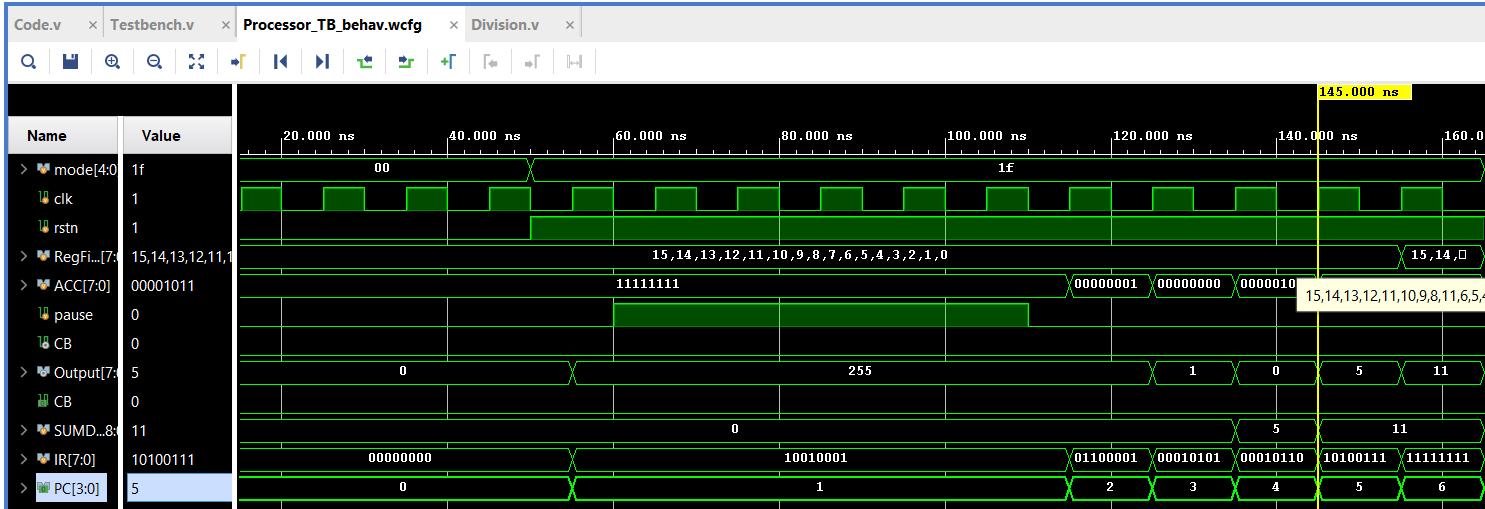 Code.v × Testbench.v × Processor_TB_behav.wcfg × Division.v ×
145.000 ns
Name Value
20.000 ns 40.000 ns 60.000 ns 80.000 ns 100.000 ns 120.000 ns 140.000 ns 160.0
mode[4:0 1f 00 1f
clk 1
rstn 1
RegFi...[7:0 15,14,13,12,11,1 15,14,13,12,11,10,9,8,7,6,5,4,3,2,1,0 15,14,
ACC[7:0] 00001011 11111111 00000001 00000000 0000010
15,14,13,12,11,10,9,8,11,6,5,4
pause 0
CB 0
Output[7:0 5 0 255 1 0 5 11
CB 0
SUMD...8:0 11 0 5 11
IR[7:0] 10100111 00000000 10010001 01100001 00010101 00010110 10100111 11111111
PC[3:0] 5 0 1 2 3 4 5 6